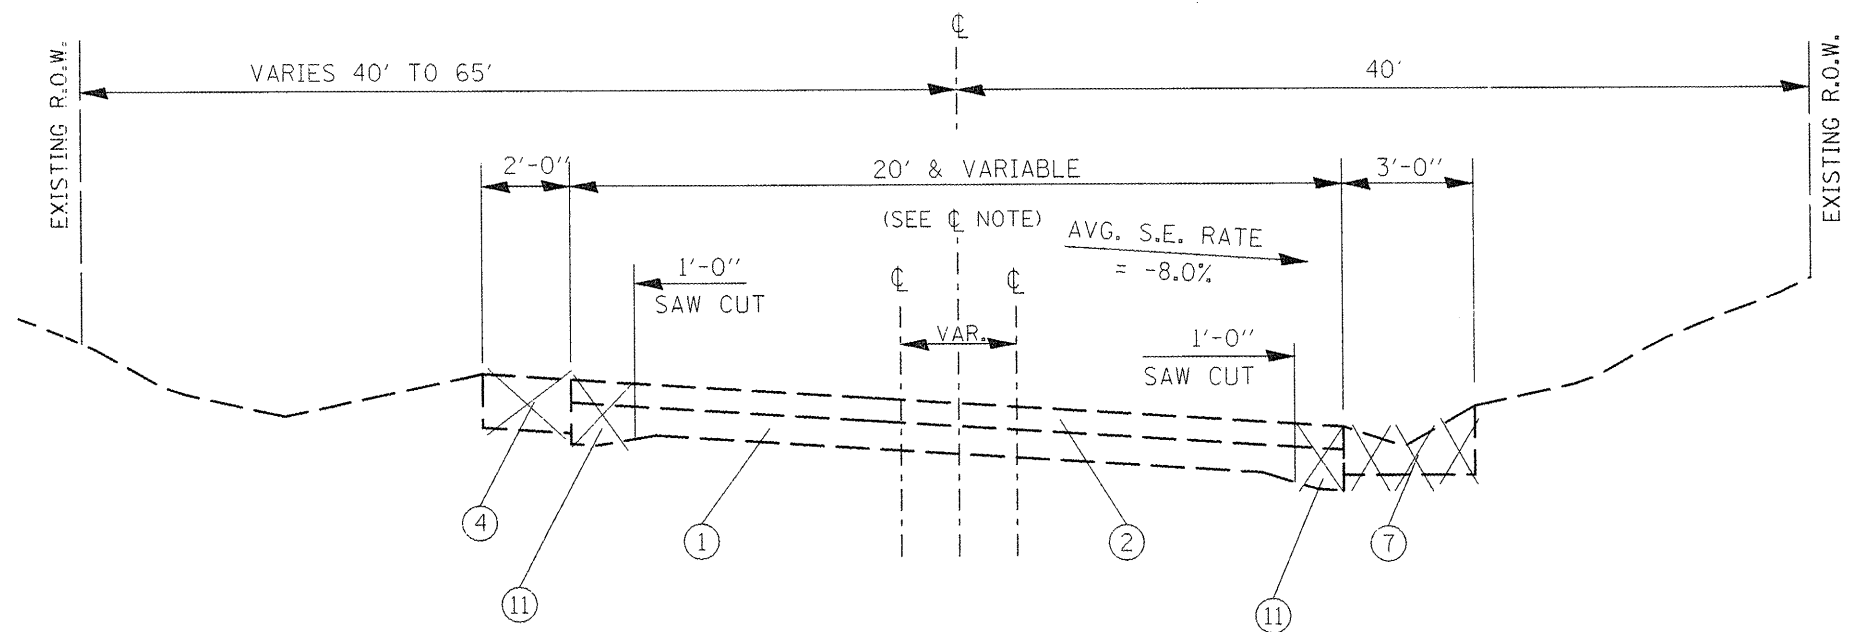 ℄
VARIES 40' TO 65'
40'
EXISTING R.O.W.
EXISTING R.O.W.
2'-0''
20' & VARIABLE
3'-0''
(SEE ℄ NOTE)
AVG. S.E. RATE
= -8.0%
1'-0''
SAW CUT
℄
℄
VAR.
1'-0''
SAW CUT
4
1
2
7
11
11